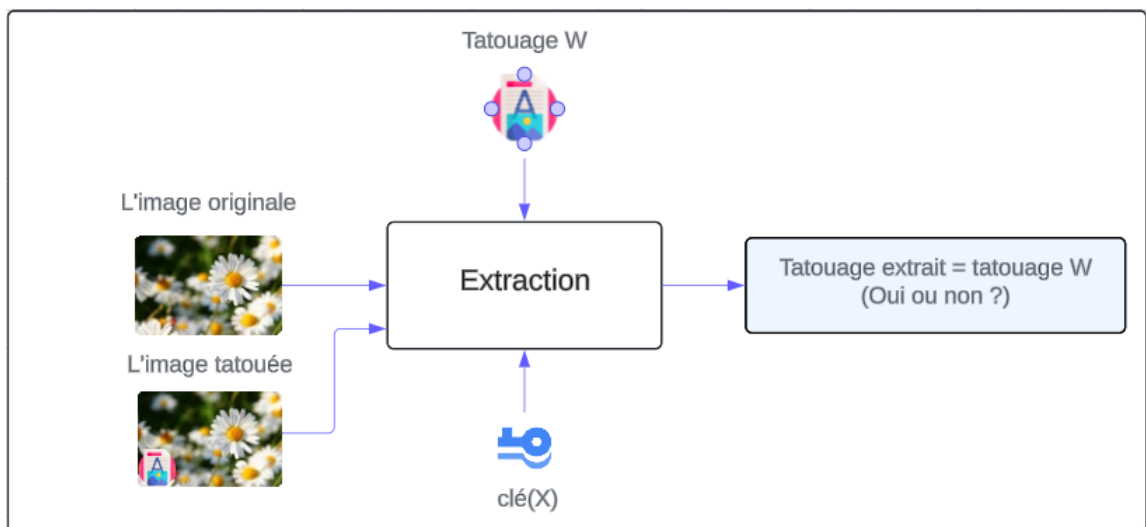 Tatouage W
L'image originale
Extraction
Tatouage extrait = tatouage W
(Oui ou non ?)
L'image tatouée
clé(X)